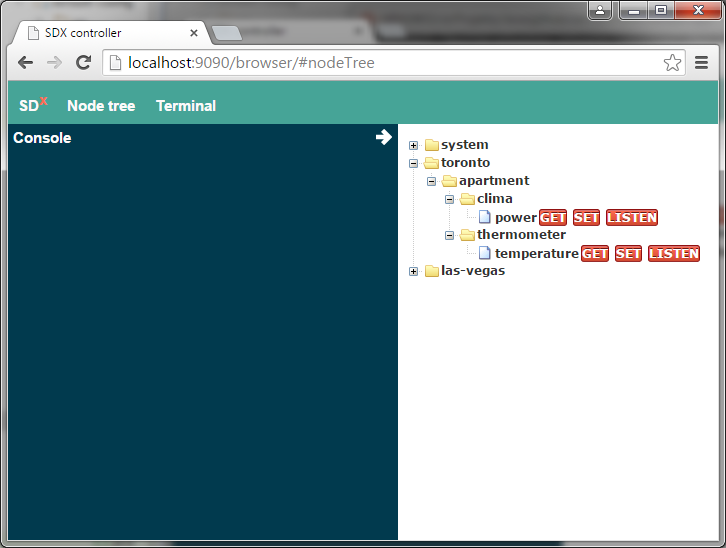 SDX controller
localhost:9090/browser/#nodeTree
SDX Node tree Terminal
Console
system
toronto
apartment
clima
power GET SET LISTEN
thermometer
temperature GET SET LISTEN
las-vegas